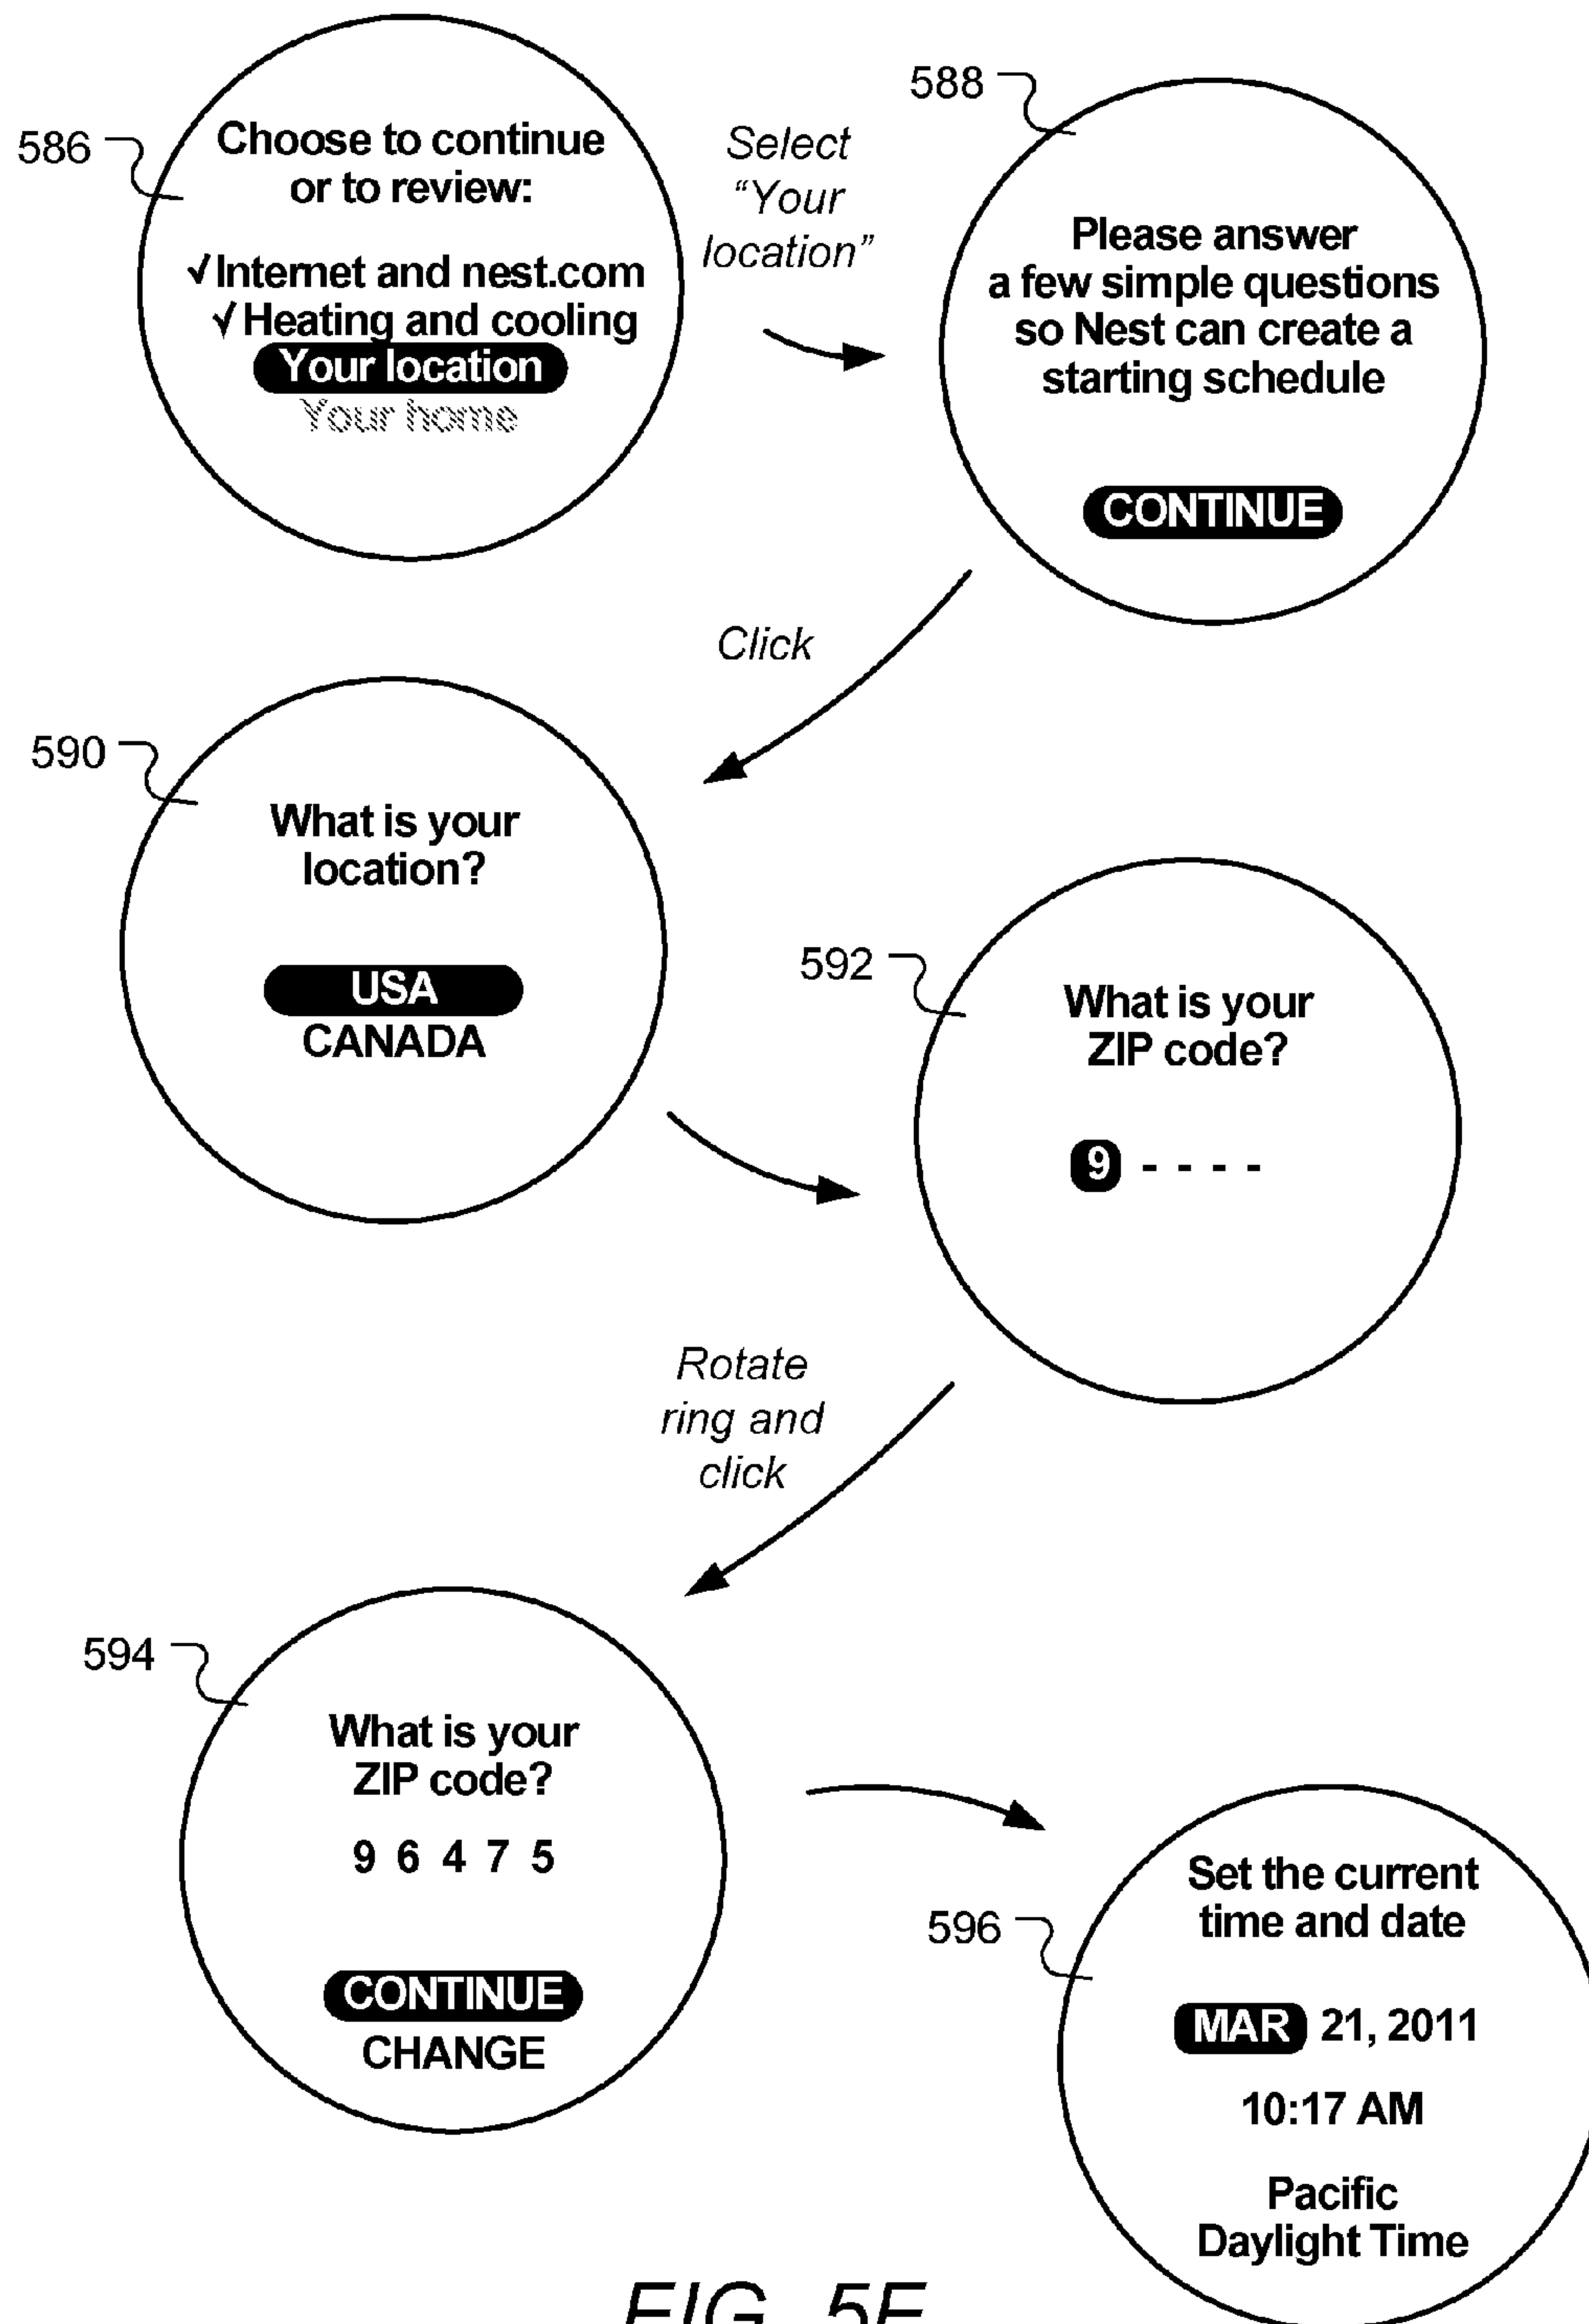 586
Choose to continue
or to review:
√Internet and nest.com
√Heating and cooling
Your location
Your home
Select
“Your
location”
588
Please answer
a few simple questions
so Nest can create a
starting schedule
CONTINUE
Click
590
What is your
location?
USA
CANADA
592
What is your
ZIP code?
9 - - - -
Rotate
ring and
click
594
What is your
ZIP code?
9 6 4 7 5
CONTINUE
CHANGE
596
Set the current
time and date
MAR 21, 2011
10:17 AM
Pacific
Daylight Time